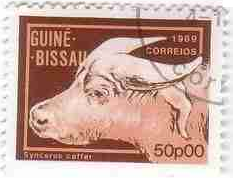 GUINÉ-
BISSAU
1989
CORREIOS
Syncerus caffer
50p00